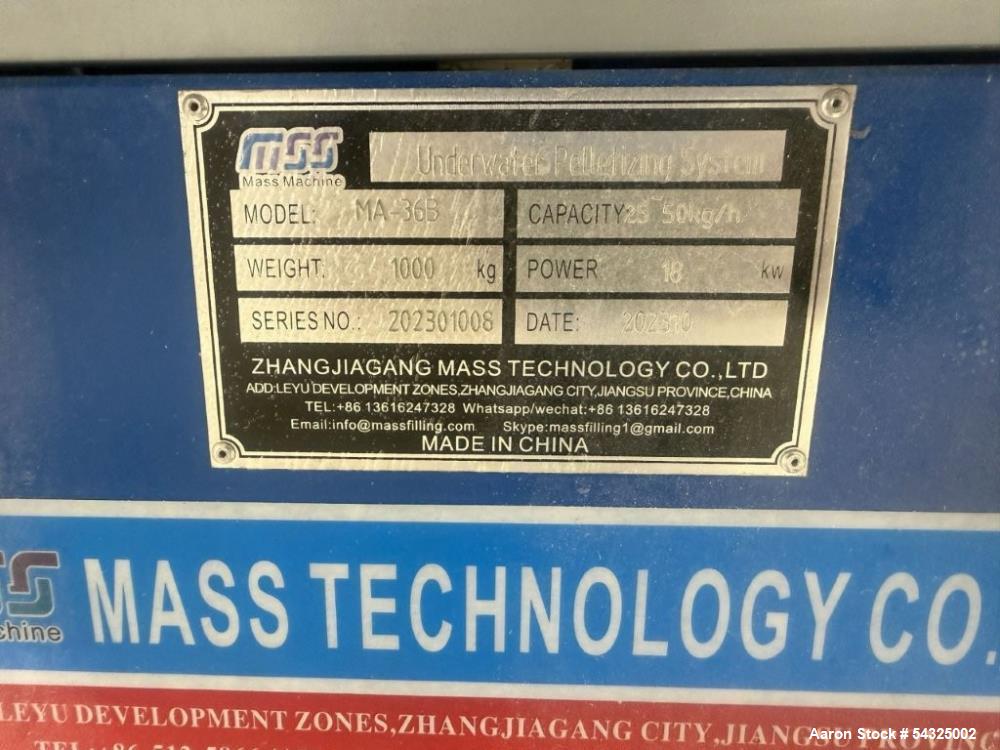 mss
Mass Machine
Underwater Pelletizing System
MODEL: MA-36B
CAPACITY: 25 50kg/h
WEIGHT: 1000 kg
POWER 18 kw
SERIES NO.: 202301008
DATE: 202310
ZHANGJIAGANG MASS TECHNOLOGY CO.,LTD
ADD:LEYU DEVELOPMENT ZONES,ZHANGJIAGANG CITY,JIANGSU PROVINCE,CHINA
TEL:+86 13616247328 Whatsapp/wechat:+86 13616247328
Email:info@massfilling.com Skype:massfilling1@gmail.com
MADE IN CHINA
ss
chine
MASS TECHNOLOGY CO.
LEYU DEVELOPMENT ZONES,ZHANGJIAGANG CITY,
Aaron Stock # 54325002